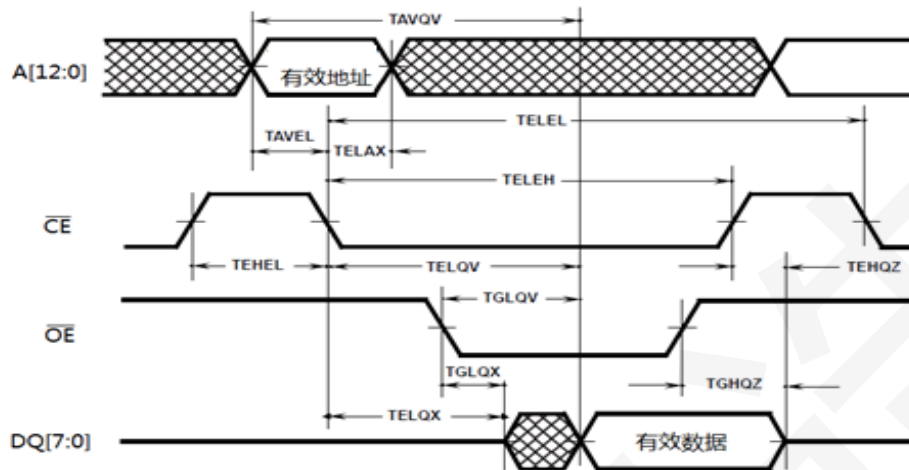 TAVQV
A[12:0]
有效地址
TELEL
TAVEL
TELAX
TELEH
CE
TEHEL
TELQV
TEHQZ
TGLQV
OE
TGLQX
TGHQZ
TELQX
DQ[7:0]
有效数据